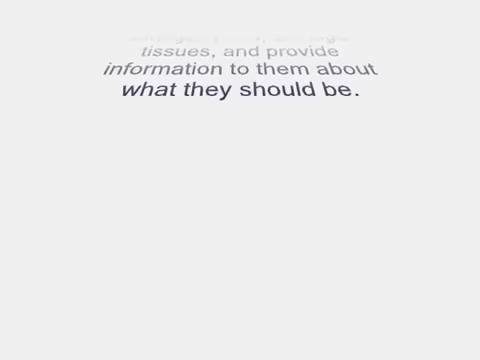 tissues, and provide
information to them about
what they should be.